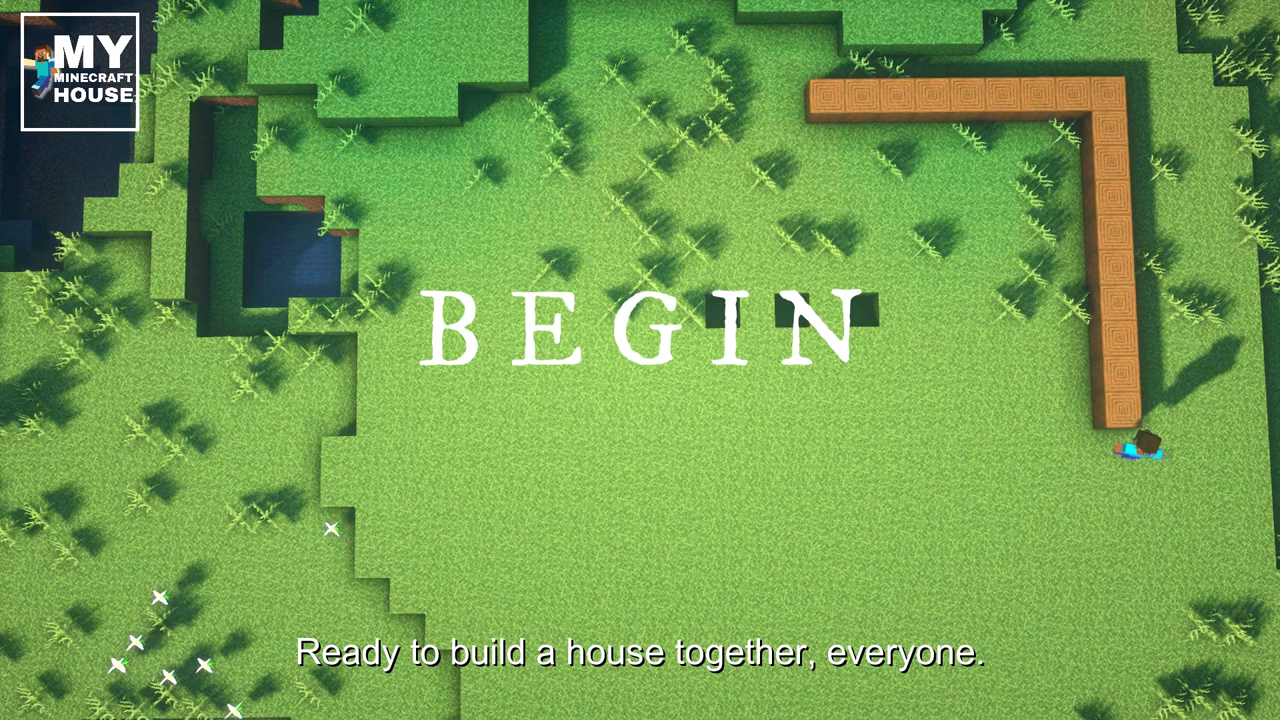 MY
MINECRAFT
HOUSE
BEGIN
Ready to build a house together, everyone.